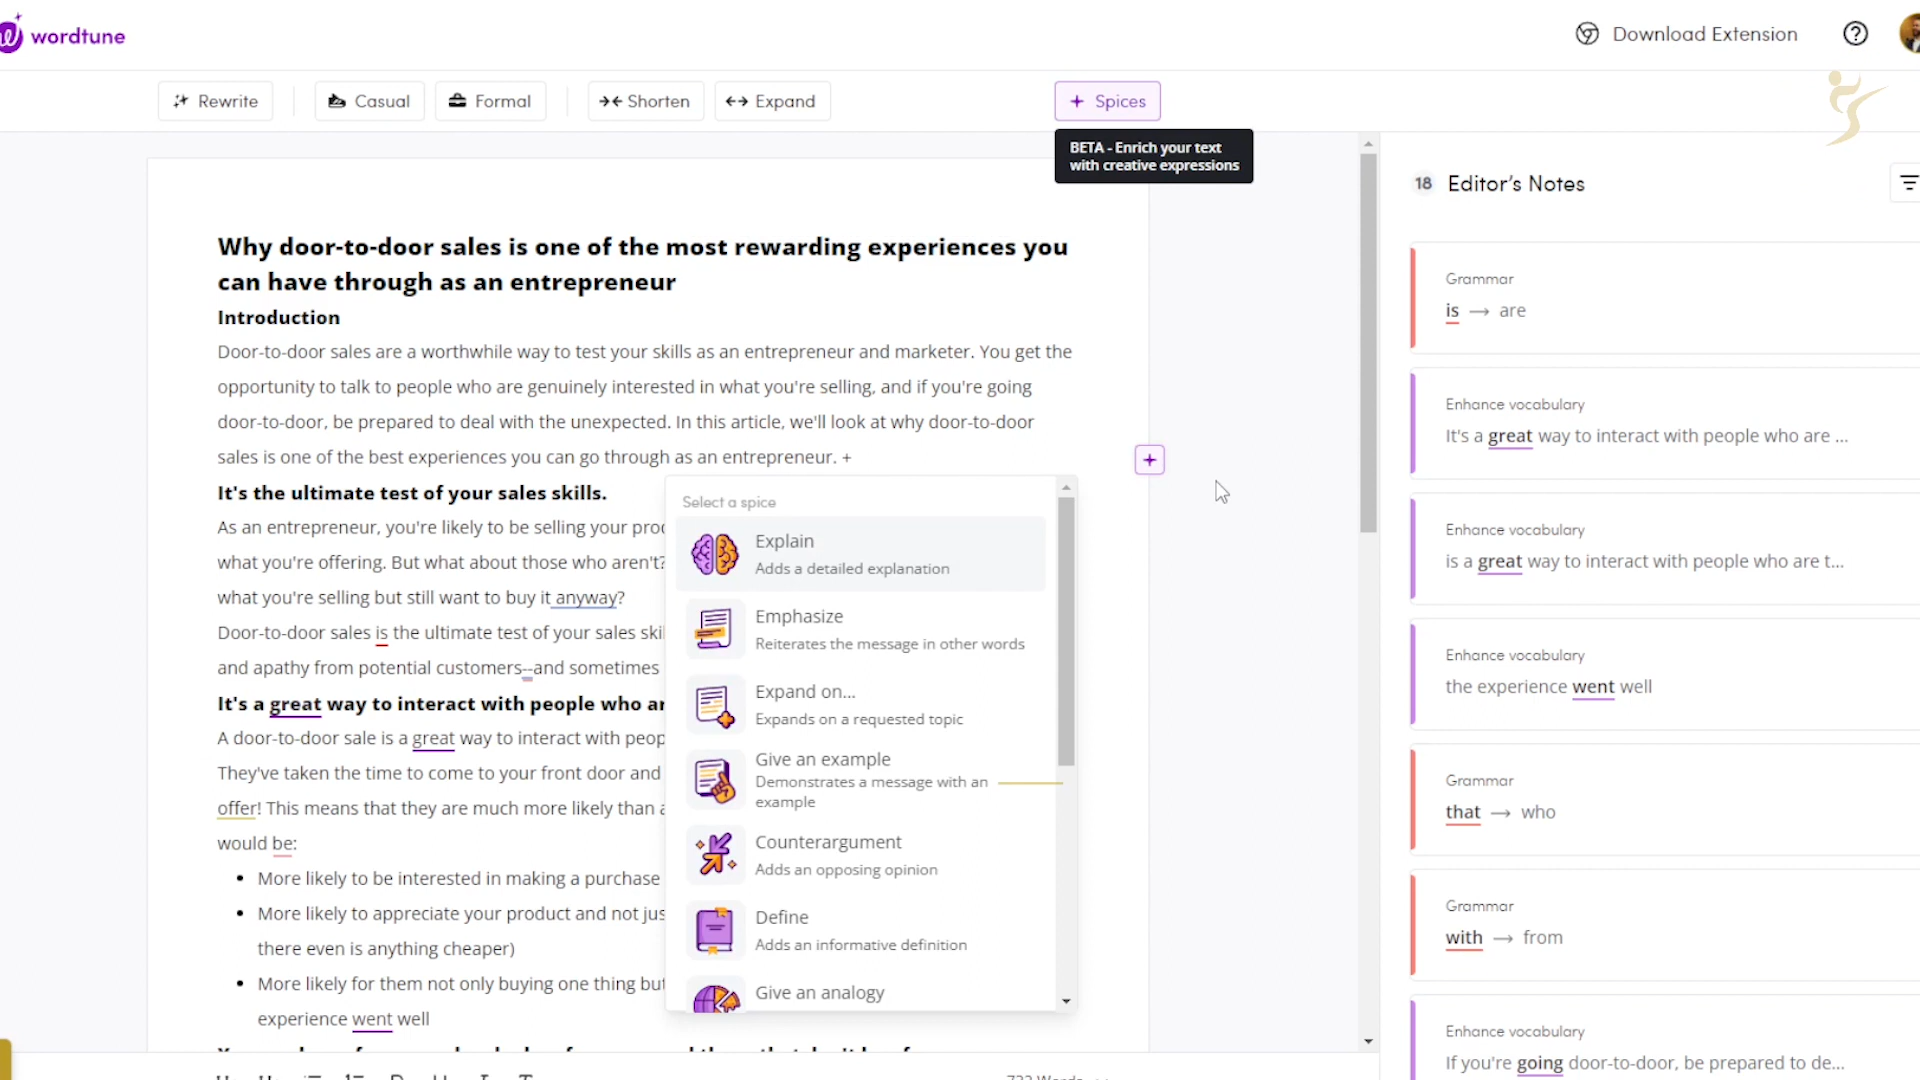 wordtune
Download Extension
Rewrite
Casual
Formal
Shorten
Expand
Spices
BETA - Enrich your text
with creative expressions
Why door-to-door sales is one of the most rewarding experiences you
can have through as an entrepreneur
Introduction
Door-to-door sales are a worthwhile way to test your skills as an entrepreneur and marketer. You get the
opportunity to talk to people who are genuinely interested in what you're selling, and if you're going
door-to-door, be prepared to deal with the unexpected. In this article, we'll look at why door-to-door
sales is one of the best experiences you can go through as an entrepreneur. +
It's the ultimate test of your sales skills.
As an entrepreneur, you're likely to be selling your
what you're offering. But what about those who aren't?
what you're selling but still want to buy it anyway?
Door-to-door sales is the ultimate test of your sales
and apathy from potential customers--and sometimes
It's a great way to interact with people who
A door-to-door sale is a great way to interact with
They've taken the time to come to your front door and
offer! This means that they are much more likely than
would be:
• More likely to be interested in making a purchase
• More likely to appreciate your product and not
there even is anything cheaper)
• More likely for them not only buying one thing
experience went well
Select a spice
Explain
Adds a detailed explanation
Emphasize
Reiterates the message in other words
Expand on...
Expands on a requested topic
Give an example
Demonstrates a message with an
example
Counterargument
Adds an opposing opinion
Define
Adds an informative definition
Give an analogy
18 Editor's Notes
Grammar
is → are
Enhance vocabulary
It's a great way to interact with people who are ...
Enhance vocabulary
is a great way to interact with people who are t...
Enhance vocabulary
the experience went well
Grammar
that → who
Grammar
with → from
Enhance vocabulary
If you're going door-to-door, be prepared to de...